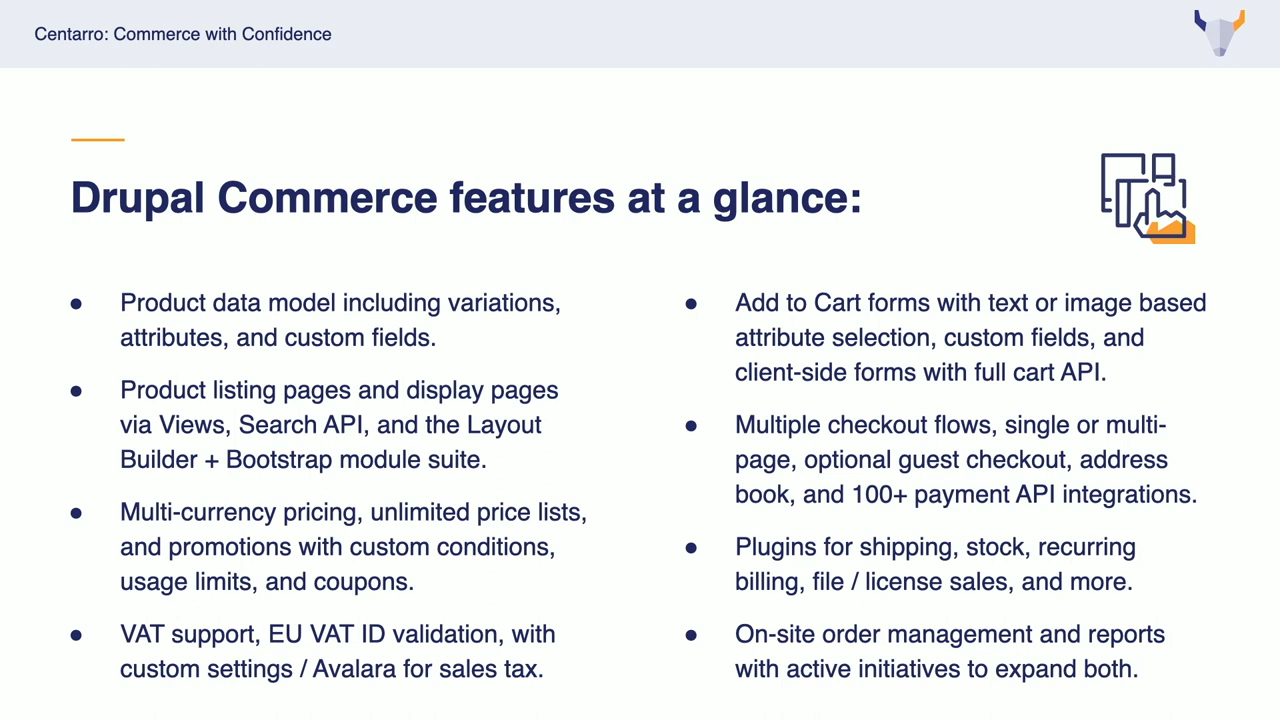 Centarro: Commerce with Confidence
Drupal Commerce features at a glance:
● Product data model including variations,
attributes, and custom fields.
● Product listing pages and display pages
via Views, Search API, and the Layout
Builder + Bootstrap module suite.
● Multi-currency pricing, unlimited price lists,
and promotions with custom conditions,
usage limits, and coupons.
● VAT support, EU VAT ID validation, with
custom settings / Avalara for sales tax.
● Add to Cart forms with text or image based
attribute selection, custom fields, and
client-side forms with full cart API.
● Multiple checkout flows, single or multi-
page, optional guest checkout, address
book, and 100+ payment API integrations.
● Plugins for shipping, stock, recurring
billing, file / license sales, and more.
● On-site order management and reports
with active initiatives to expand both.